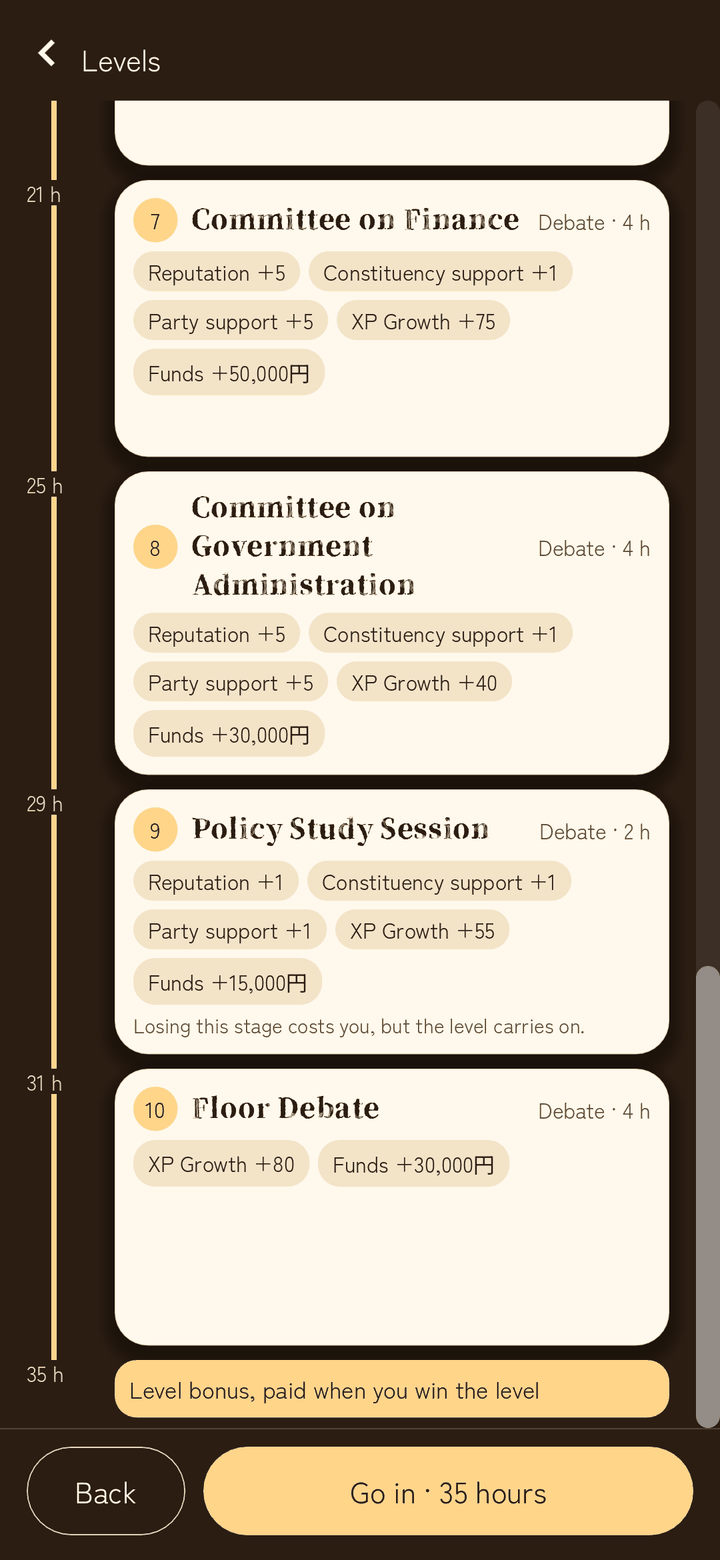 Levels
21 h
7 Committee on Finance Debate · 4 h
Reputation +5 Constituency support +1
Party support +5 XP Growth +75
Funds +50,000円
25 h
Committee on
8 Government Debate · 4 h
Administration
Reputation +5 Constituency support +1
Party support +5 XP Growth +40
Funds +30,000円
29 h
9 Policy Study Session Debate · 2 h
Reputation +1 Constituency support +1
Party support +1 XP Growth +55
Funds +15,000円
Losing this stage costs you, but the level carries on.
31 h
10 Floor Debate Debate · 4 h
XP Growth +80 Funds +30,000円
35 h
Level bonus, paid when you win the level
Back Go in · 35 hours